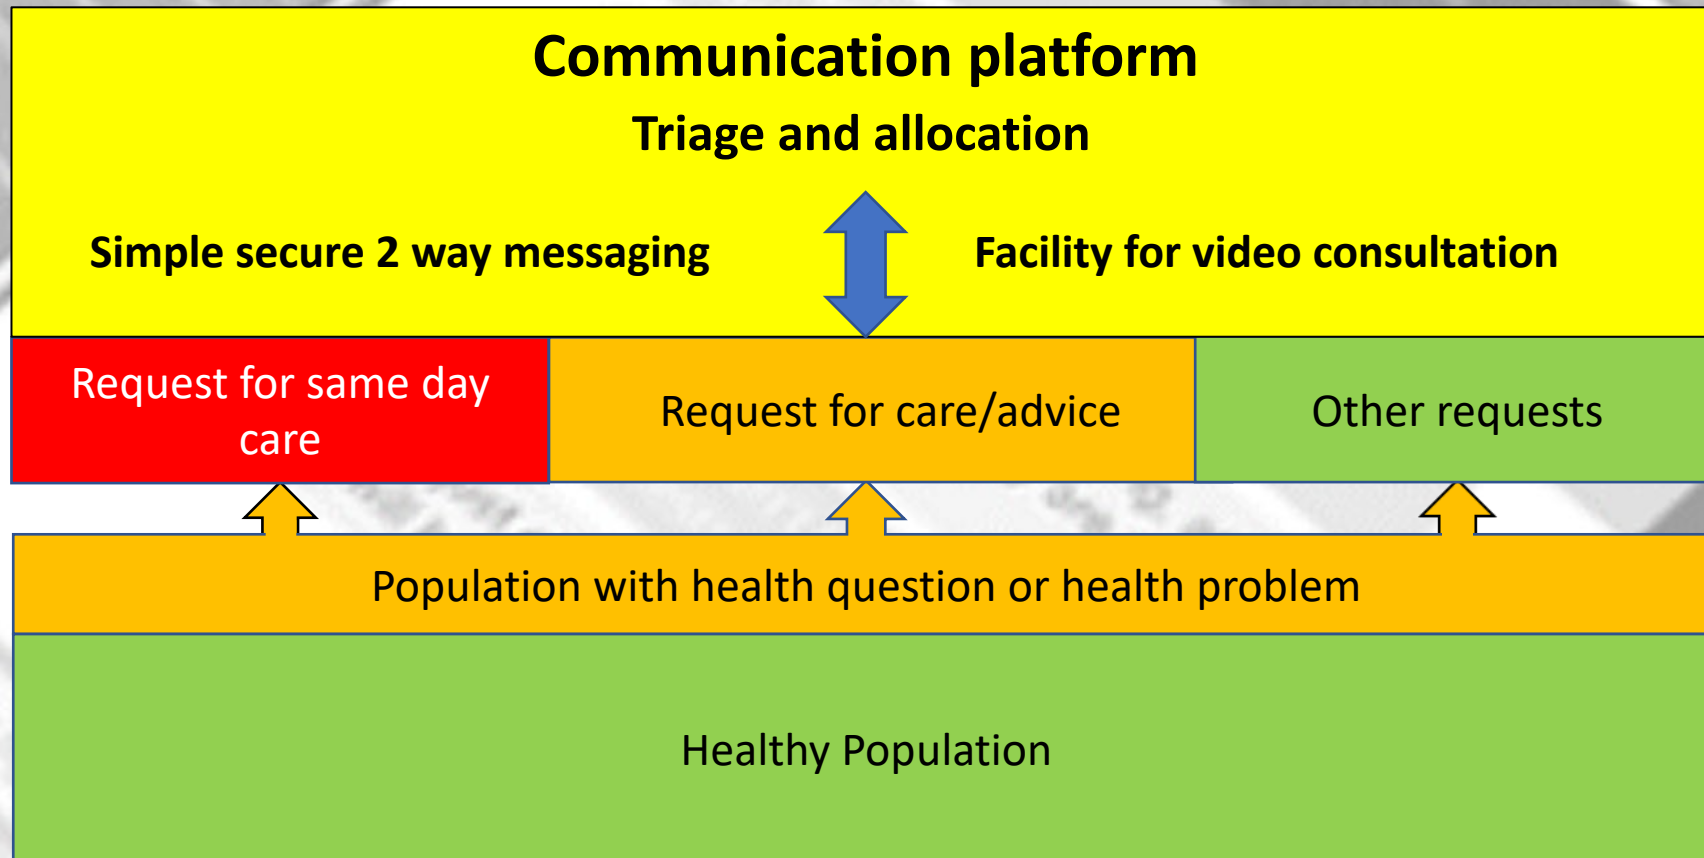 Communication platform
Triage and allocation
Simple secure 2 way messaging
Facility for video consultation
Request for same day
care
Request for care/advice
Other requests
Population with health question or health problem
Healthy Population